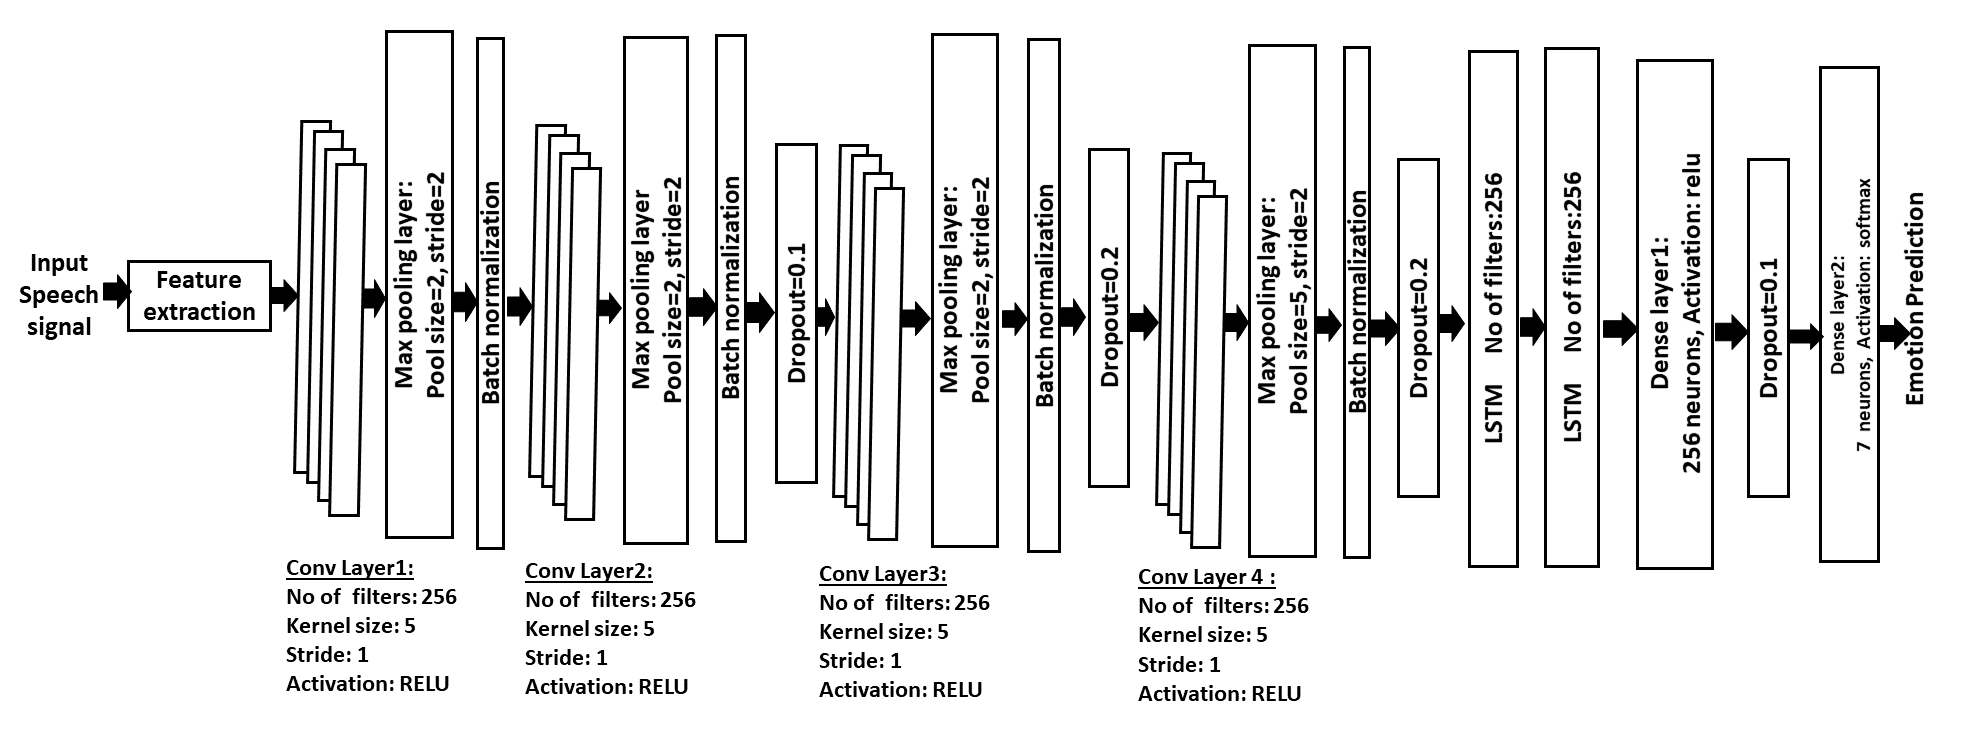 Input
Speech
signal
Feature
extraction
Conv Layer1:
No of filters: 256
Kernel size: 5
Stride: 1
Activation: RELU
Max pooling layer:
Pool size=2, stride=2
Batch normalization
Conv Layer2:
No of filters: 256
Kernel size: 5
Stride: 1
Activation: RELU
Max pooling layer
Pool size=2, stride=2
Batch normalization
Dropout=0.1
Conv Layer3:
No of filters: 256
Kernel size: 5
Stride: 1
Activation: RELU
Max pooling layer:
Pool size=2, stride=2
Batch normalization
Dropout=0.2
Conv Layer 4 :
No of filters: 256
Kernel size: 5
Stride: 1
Activation: RELU
Max pooling layer:
Pool size=5, stride=2
Batch normalization
Dropout=0.2
LSTM No of filters:256
LSTM No of filters:256
Dense layer1:
256 neurons, Activation: relu
Dropout=0.1
Dense layer2:
7 neurons, Activation: softmax
Emotion Prediction